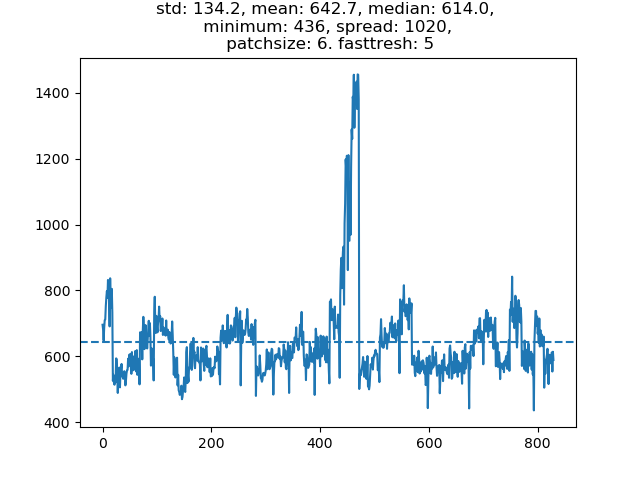 std: 134.2, mean: 642.7, median: 614.0,
minimum: 436, spread: 1020,
patchsize: 6. fasttresh: 5
1400
1200
1000
800
600
400
0 200 400 600 800